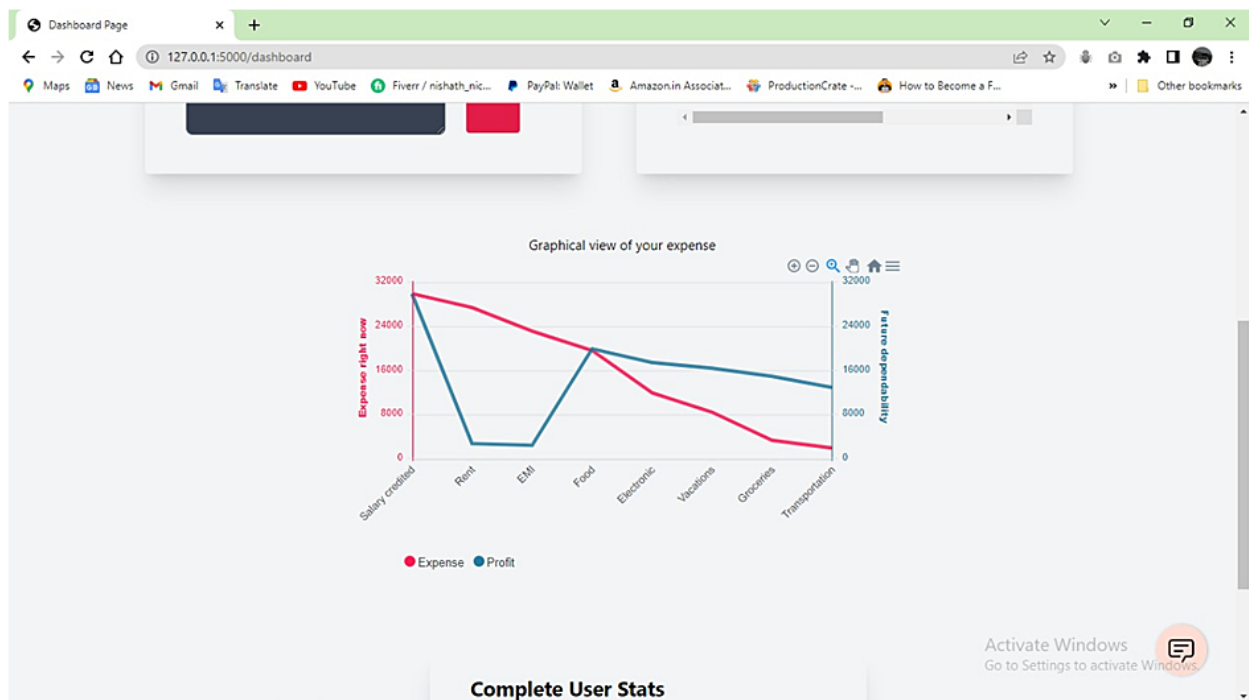 Dashboard Page
127.0.0.1:5000/dashboard
Maps News Gmail Translate YouTube Fiverr / nishath_nic... PayPal: Wallet Amazon.in Associat... ProductionCrate -... How to Become a F... » Other bookmarks
Graphical view of your expense
32000 32000
24000 24000
16000 16000
8000 8000
0 0
Expense right now
Future dependability
Salary credited Rent EMI Food Electronic Vacations Groceries Transportation
Expense Profit
Activate Windows
Go to Settings to activate Windows.
Complete User Stats